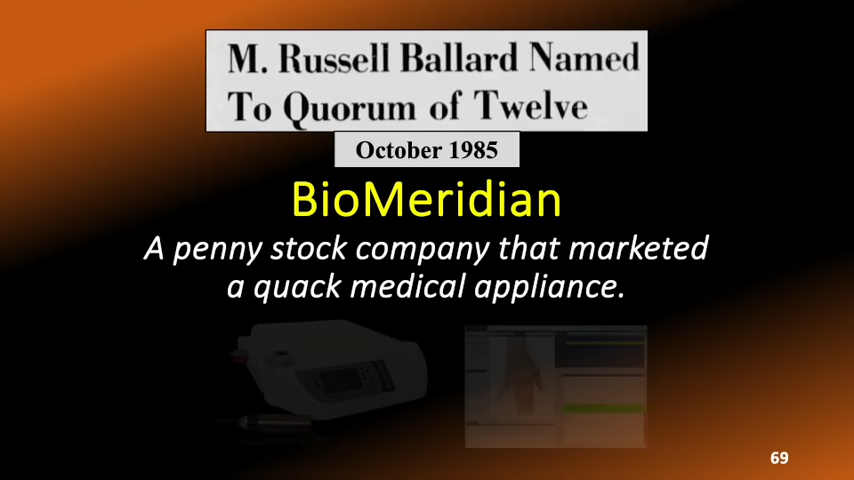 M. Russell Ballard Named
To Quorum of Twelve
October 1985
BioMeridian
A penny stock company that marketed
a quack medical appliance.
69